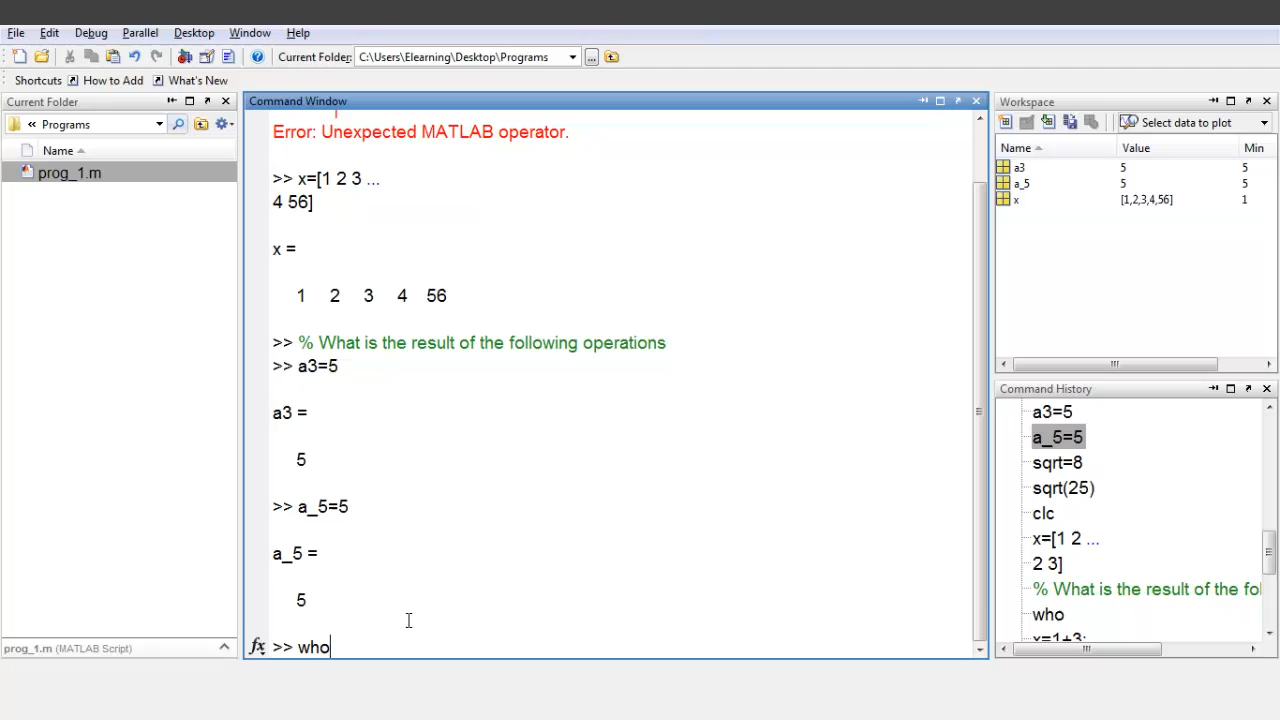 File Edit Debug Parallel Desktop Window Help
Current Folder: C:\Users\Elearning\Desktop\Programs ...
Shortcuts How to Add What's New
Current Folder
« Programs
Name
prog_1.m
prog_1.m (MATLAB Script)
Command Window
Error: Unexpected MATLAB operator.
>> x=[1 2 3 ...
4 56]
x =
1 2 3 4 56
>> % What is the result of the following operations
>> a3=5
a3 =
5
>> a_5=5
a_5 =
5
fx >> who
Workspace
Select data to plot
Name Value Min
a3 5 5
a_5 5 5
x [1,2,3,4,56] 1
Command History
a3=5
a_5=5
sqrt=8
sqrt(25)
clc
x=[1 2 ...
2 3]
% What is the result of the fol
who
x=1+3;